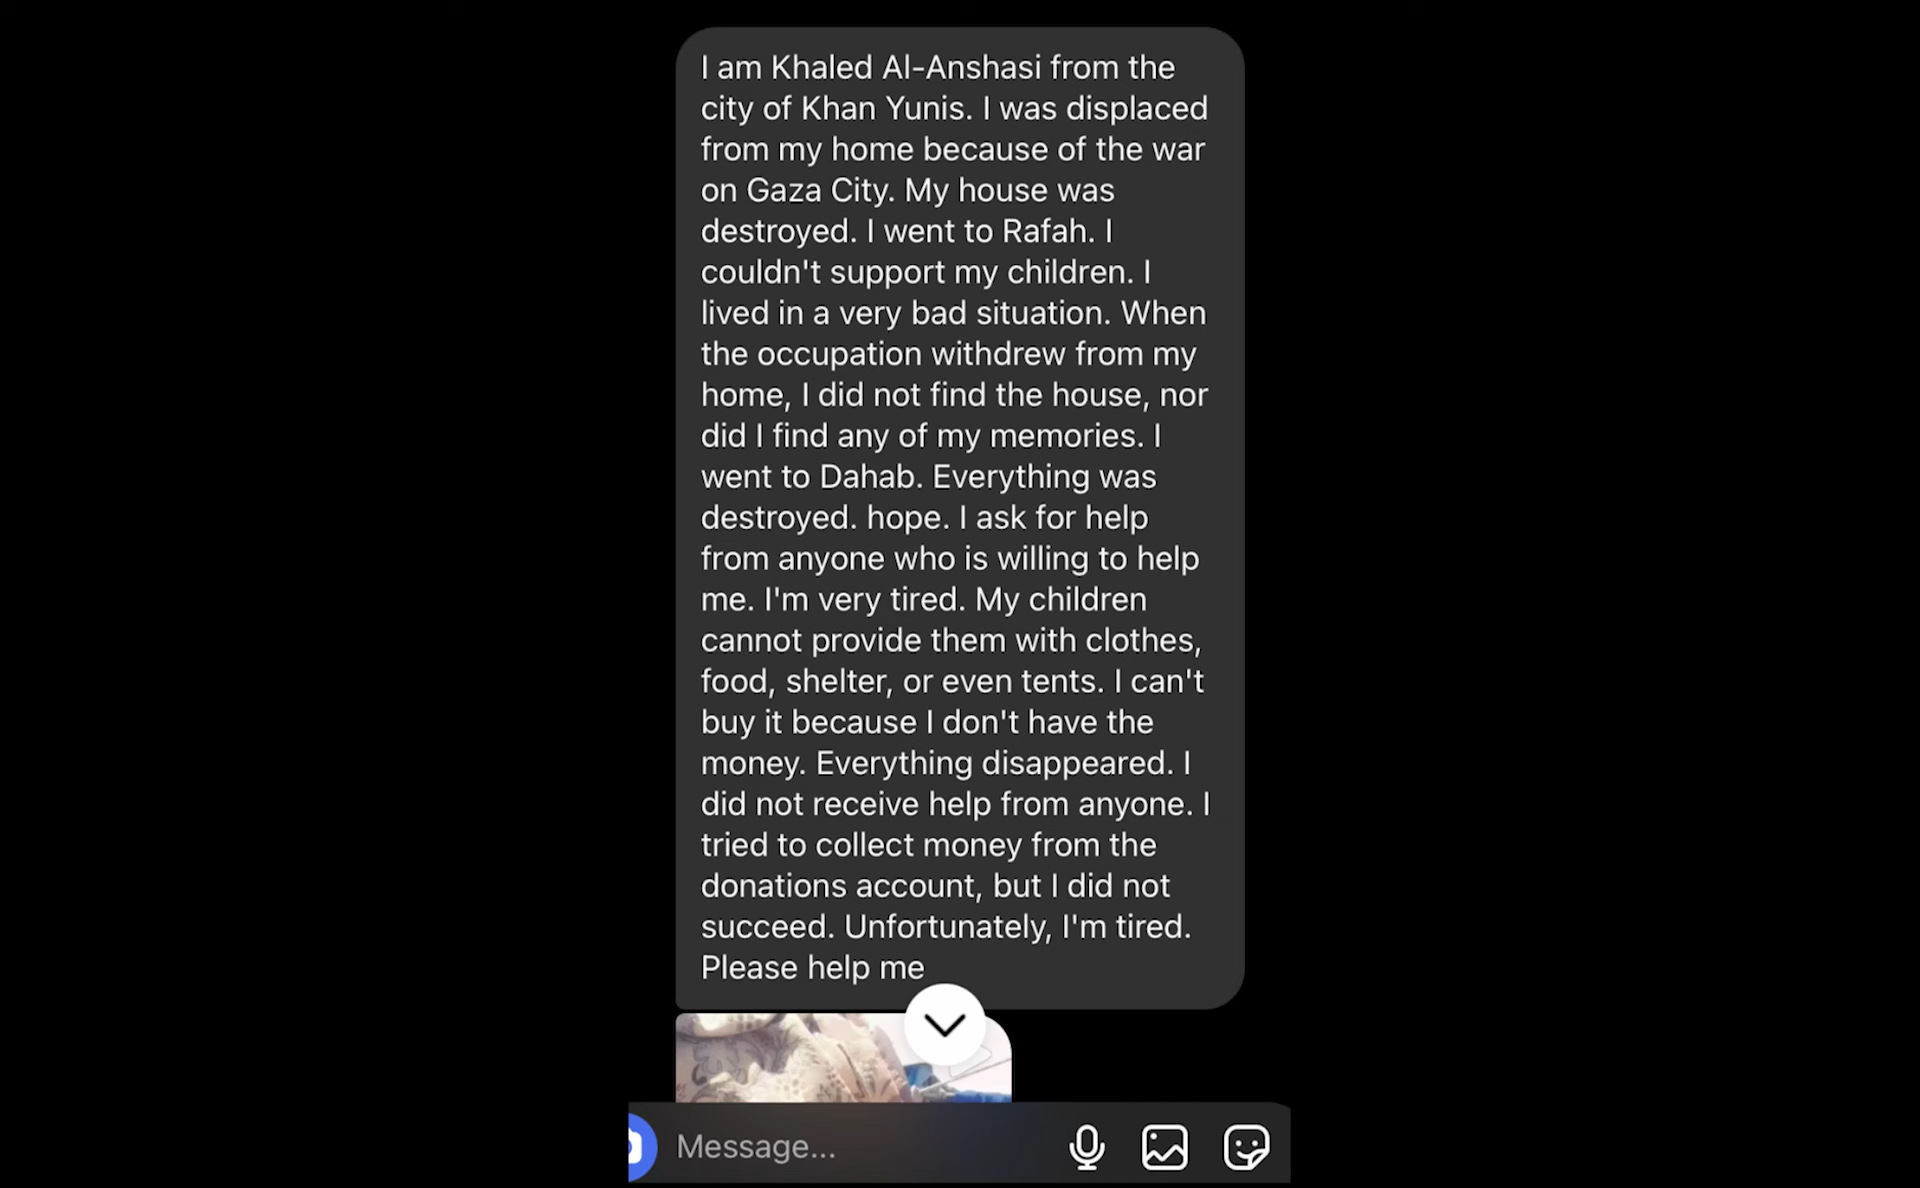 I am Khaled Al-Anshasi from the
city of Khan Yunis. I was displaced
from my home because of the war
on Gaza City. My house was
destroyed. I went to Rafah. I
couldn't support my children. I
lived in a very bad situation. When
the occupation withdrew from my
home, I did not find the house, nor
did I find any of my memories. I
went to Dahab. Everything was
destroyed. hope. I ask for help
from anyone who is willing to help
me. I'm very tired. My children
cannot provide them with clothes,
food, shelter, or even tents. I can't
buy it because I don't have the
money. Everything disappeared. I
did not receive help from anyone. I
tried to collect money from the
donations account, but I did not
succeed. Unfortunately, I'm tired.
Please help me
Message...